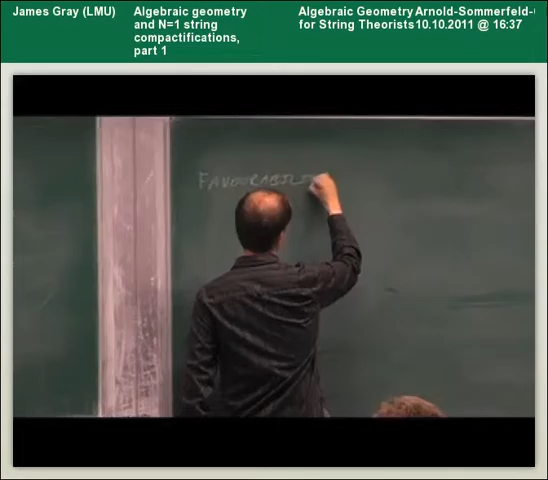 James Gray (LMU)
Algebraic geometry
and N=1 string
compactifications,
part 1
Algebraic Geometry
for String Theorists
Arnold-Sommerfeld-
10.10.2011 @ 16:37
FAVOURABILI